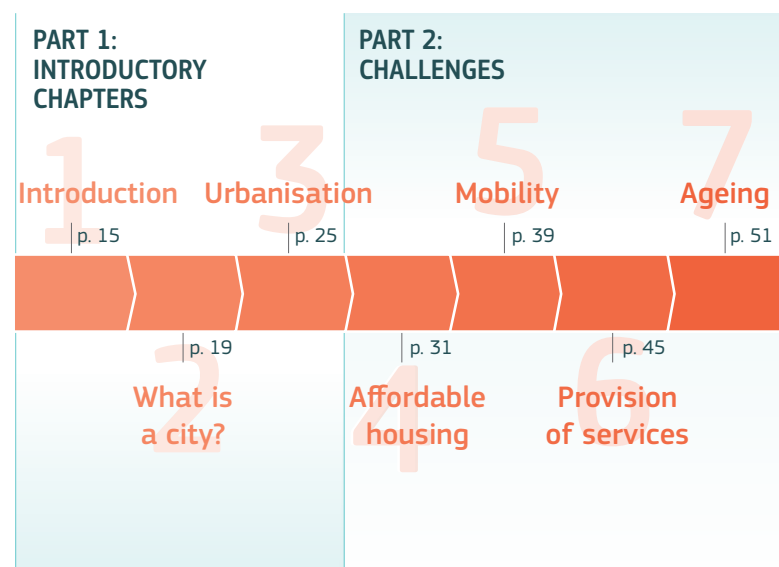 PART 1:
INTRODUCTORY
CHAPTERS
PART 2:
CHALLENGES
1
Introduction
p. 15
3
Urbanisation
p. 25
5
Mobility
p. 39
7
Ageing
p. 51
p. 19
2
What is
a city?
p. 31
4
Affordable
housing
p. 45
6
Provision
of services